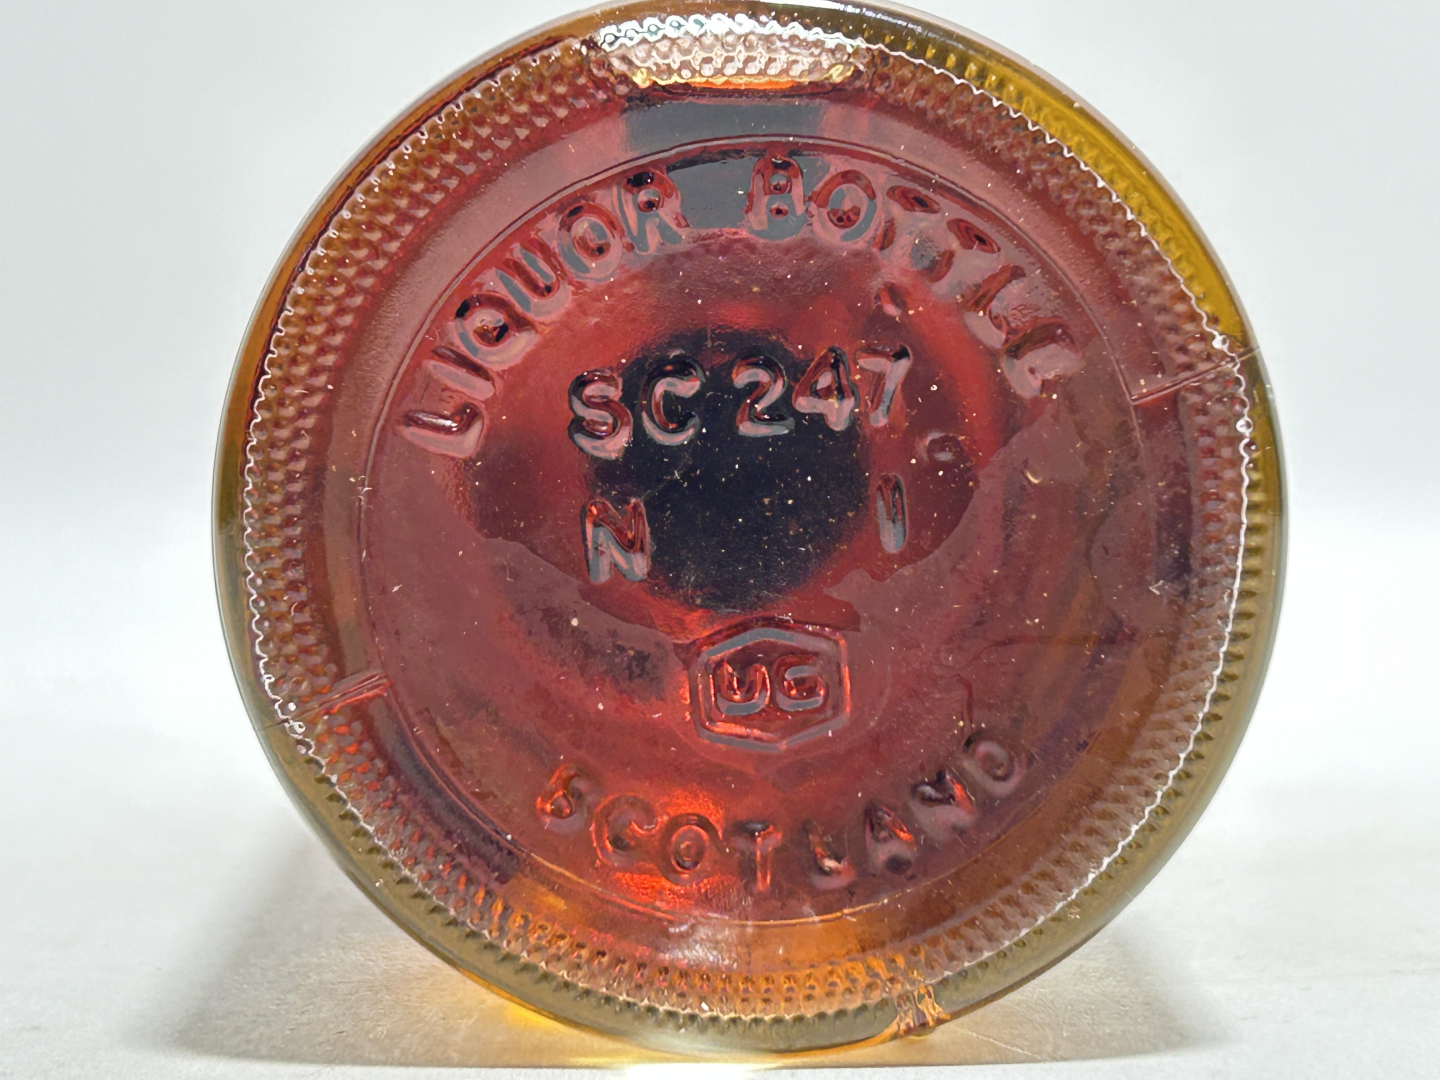 LIQUOR BOTTLE
SC 247
N 1
UG
SCOTLAND